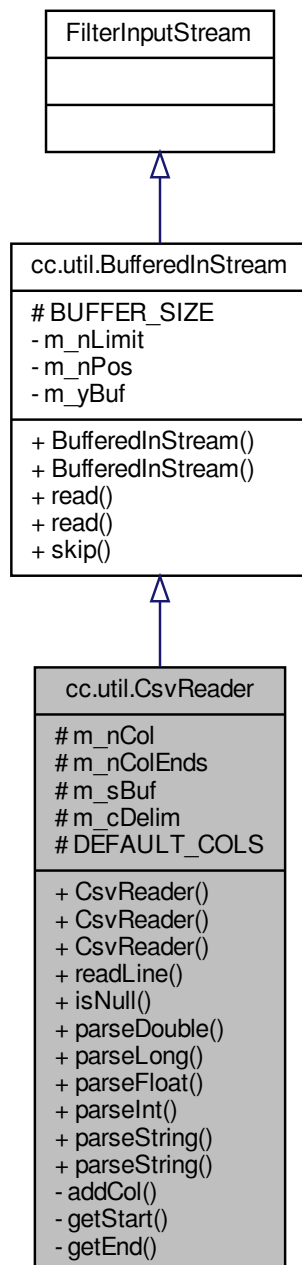 FilterInputStream
cc.util.BufferedInStream
# BUFFER_SIZE
- m_nLimit
- m_nPos
- m_yBuf
+ BufferedInStream()
+ BufferedInStream()
+ read()
+ read()
+ skip()
cc.util.CsvReader
# m_nCol
# m_nColEnds
# m_sBuf
# m_cDelim
# DEFAULT_COLS
+ CsvReader()
+ CsvReader()
+ CsvReader()
+ readLine()
+ isNull()
+ parseDouble()
+ parseLong()
+ parseFloat()
+ parseInt()
+ parseString()
+ parseString()
- addCol()
- getStart()
- getEnd()